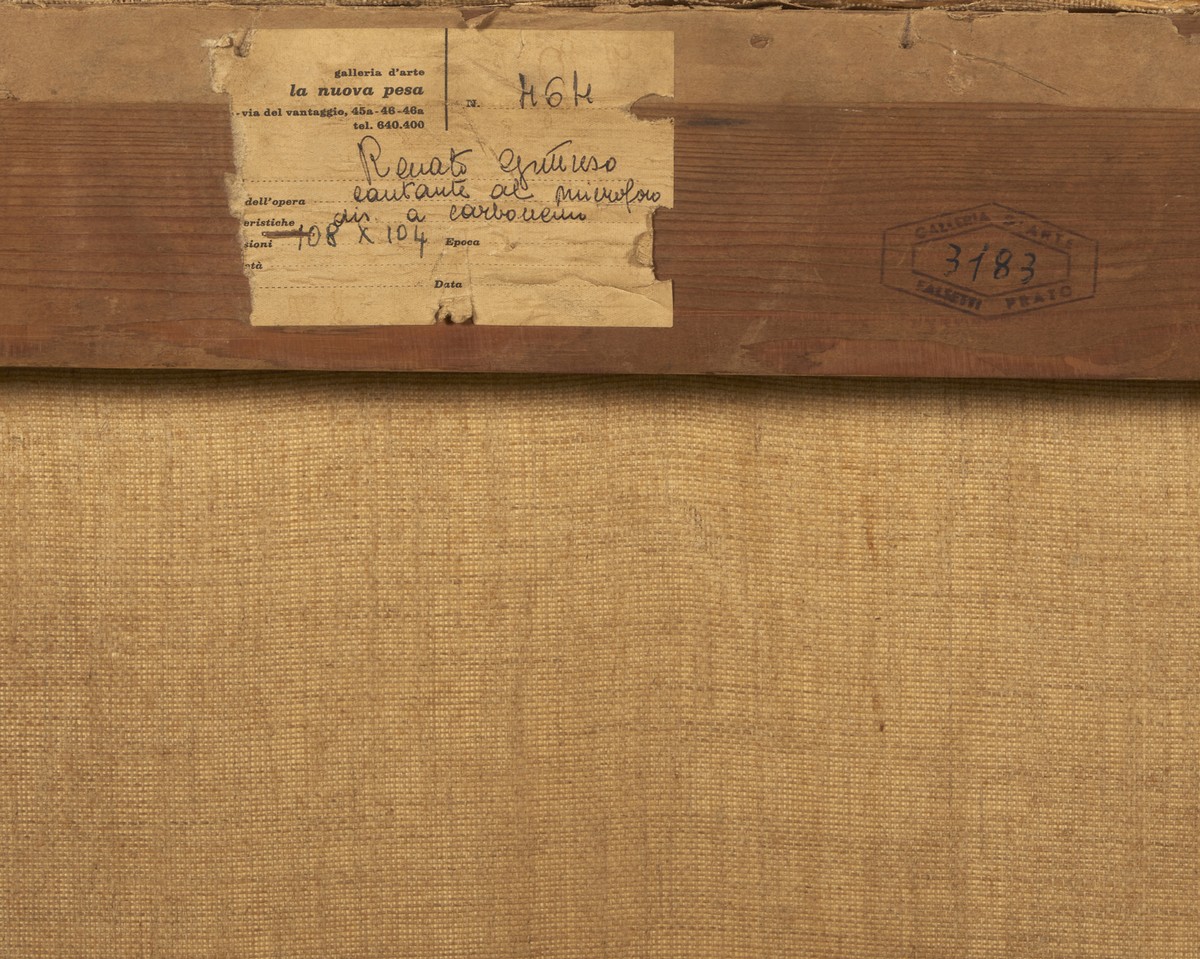 galleria d'arte
la nuova pesa
via del vantaggio, 45a-46-46a
tel. 640.400
N. 464
Renato Guttuso
dell'opera cantante al microfono
eristiche dis. a carboncino
sioni 108 x 104 Epoca
età
Data
GALLERIA D'ARTE
3183
FALSETTI PRATO